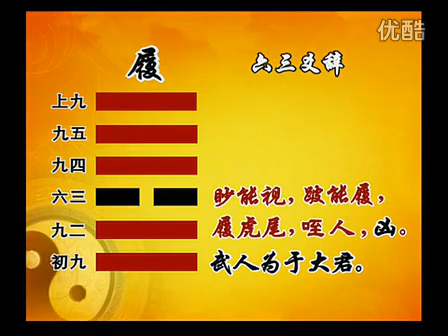 优酷
履
六三爻辞
上九
九五
九四
六三
眇能視，跛能履，
九二
履虎尾，咥人，凶。
初九
武人为于大君。